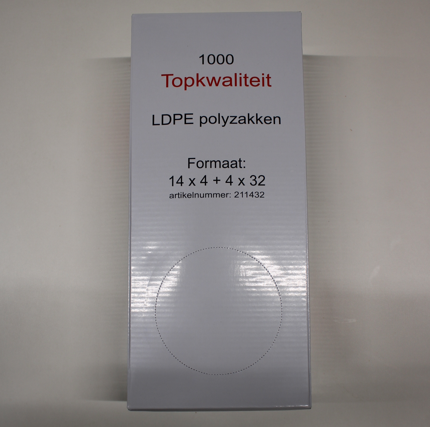 1000
Topkwaliteit
LDPE polyzakken
Formaat:
14 x 4 + 4 x 32
artikelnummer: 211432